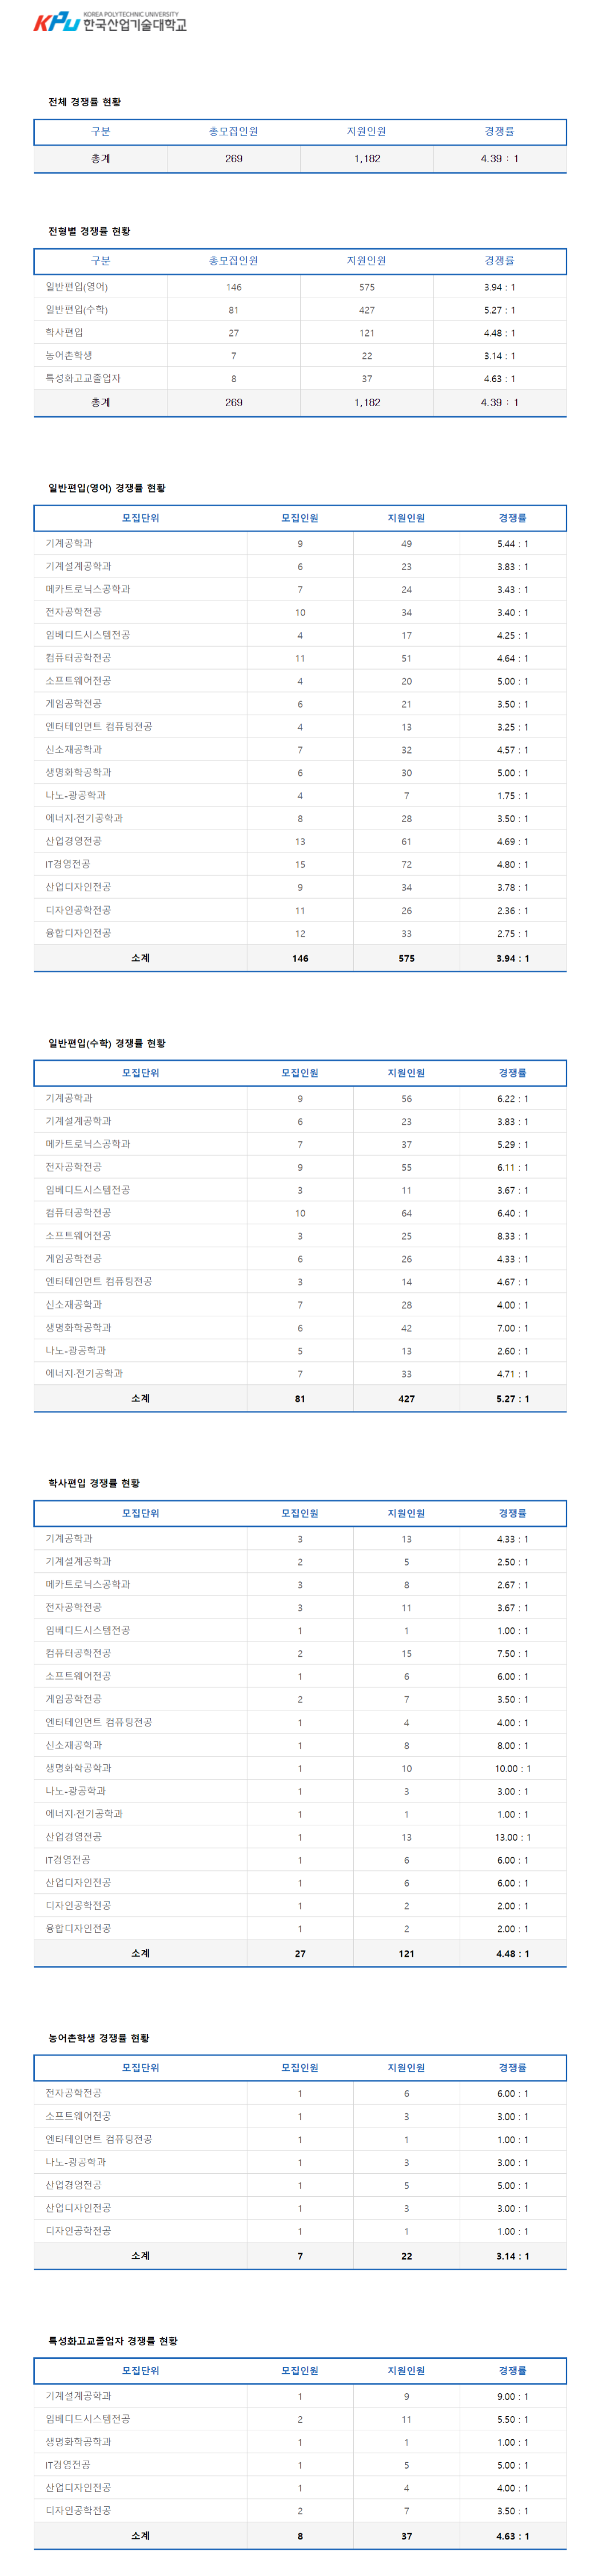 KPU KOREA POLYTECHNIC UNIVERSITY
한국산업기술대학교
전체 경쟁률 현황
구분 총모집인원 지원인원 경쟁률
총계 269 1,182 4.39 : 1
전형별 경쟁률 현황
구분 총모집인원 지원인원 경쟁률
일반편입(영어) 146 575 3.94 : 1
일반편입(수학) 81 427 5.27 : 1
학사편입 27 121 4.48 : 1
농어촌학생 7 22 3.14 : 1
특성화고교졸업자 8 37 4.63 : 1
총계 269 1,182 4.39 : 1
일반편입(영어) 경쟁률 현황
모집단위 모집인원 지원인원 경쟁률
기계공학과 9 49 5.44 : 1
기계설계공학과 6 23 3.83 : 1
메카트로닉스공학과 7 24 3.43 : 1
전자공학전공 10 34 3.40 : 1
임베디드시스템전공 4 17 4.25 : 1
컴퓨터공학전공 11 51 4.64 : 1
소프트웨어전공 4 20 5.00 : 1
게임공학전공 6 21 3.50 : 1
엔터테인먼트 컴퓨팅전공 4 13 3.25 : 1
신소재공학과 7 32 4.57 : 1
생명화학공학과 6 30 5.00 : 1
나노-광공학과 4 7 1.75 : 1
에너지·전기공학과 8 28 3.50 : 1
산업경영전공 13 61 4.69 : 1
IT경영전공 15 72 4.80 : 1
산업디자인전공 9 34 3.78 : 1
디자인공학전공 11 26 2.36 : 1
융합디자인전공 12 33 2.75 : 1
소계 146 575 3.94 : 1
일반편입(수학) 경쟁률 현황
모집단위 모집인원 지원인원 경쟁률
기계공학과 9 56 6.22 : 1
기계설계공학과 6 23 3.83 : 1
메카트로닉스공학과 7 37 5.29 : 1
전자공학전공 9 55 6.11 : 1
임베디드시스템전공 3 11 3.67 : 1
컴퓨터공학전공 10 64 6.40 : 1
소프트웨어전공 3 25 8.33 : 1
게임공학전공 6 26 4.33 : 1
엔터테인먼트 컴퓨팅전공 3 14 4.67 : 1
신소재공학과 7 28 4.00 : 1
생명화학공학과 6 42 7.00 : 1
나노-광공학과 5 13 2.60 : 1
에너지·전기공학과 7 33 4.71 : 1
소계 81 427 5.27 : 1
학사편입 경쟁률 현황
모집단위 모집인원 지원인원 경쟁률
기계공학과 3 13 4.33 : 1
기계설계공학과 2 5 2.50 : 1
메카트로닉스공학과 3 8 2.67 : 1
전자공학전공 3 11 3.67 : 1
임베디드시스템전공 1 1 1.00 : 1
컴퓨터공학전공 2 15 7.50 : 1
소프트웨어전공 1 6 6.00 : 1
게임공학전공 2 7 3.50 : 1
엔터테인먼트 컴퓨팅전공 1 4 4.00 : 1
신소재공학과 1 8 8.00 : 1
생명화학공학과 1 10 10.00 : 1
나노-광공학과 1 3 3.00 : 1
에너지·전기공학과 1 1 1.00 : 1
산업경영전공 1 13 13.00 : 1
IT경영전공 1 6 6.00 : 1
산업디자인전공 1 6 6.00 : 1
디자인공학전공 1 2 2.00 : 1
융합디자인전공 1 2 2.00 : 1
소계 27 121 4.48 : 1
농어촌학생 경쟁률 현황
모집단위 모집인원 지원인원 경쟁률
전자공학전공 1 6 6.00 : 1
소프트웨어전공 1 3 3.00 : 1
엔터테인먼트 컴퓨팅전공 1 1 1.00 : 1
나노-광공학과 1 3 3.00 : 1
산업경영전공 1 5 5.00 : 1
산업디자인전공 1 3 3.00 : 1
디자인공학전공 1 1 1.00 : 1
소계 7 22 3.14 : 1
특성화고교졸업자 경쟁률 현황
모집단위 모집인원 지원인원 경쟁률
기계설계공학과 1 9 9.00 : 1
임베디드시스템전공 2 11 5.50 : 1
생명화학공학과 1 1 1.00 : 1
IT경영전공 1 5 5.00 : 1
산업디자인전공 1 4 4.00 : 1
디자인공학전공 2 7 3.50 : 1
소계 8 37 4.63 : 1